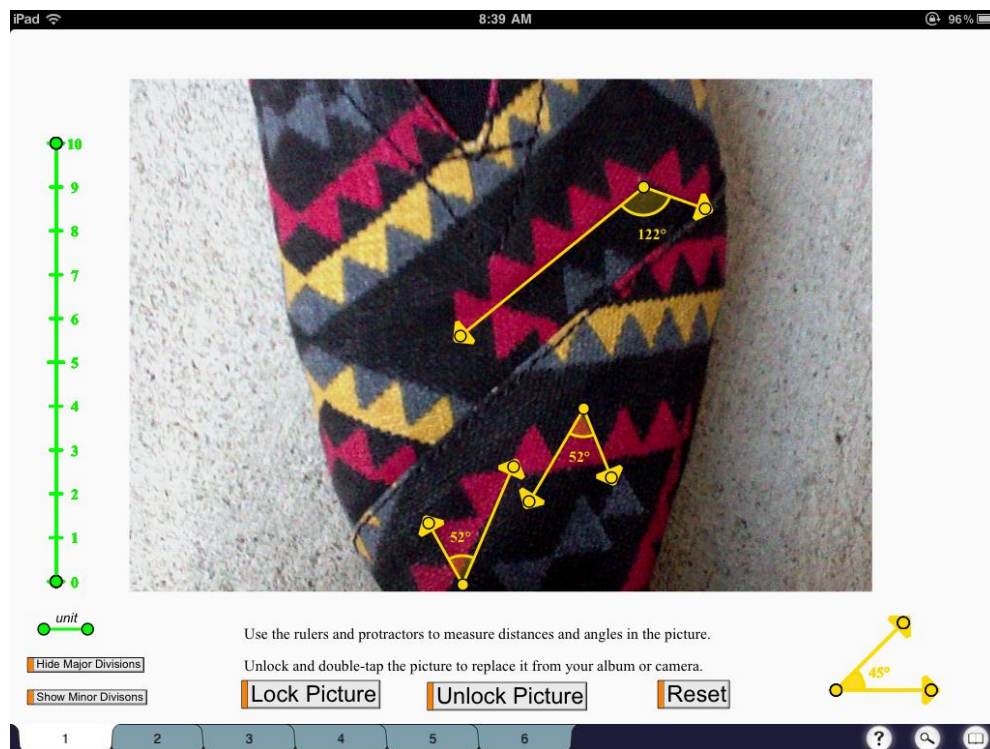 iPad 8:39 AM 96%
10
9
8
7
6
5
4
3
2
1
0
122°
52°
52°
unit
Hide Major Divisions
Show Minor Divisons
Use the rulers and protractors to measure distances and angles in the picture.
Unlock and double-tap the picture to replace it from your album or camera.
Lock Picture Unlock Picture Reset
45°
1 2 3 4 5 6 ?